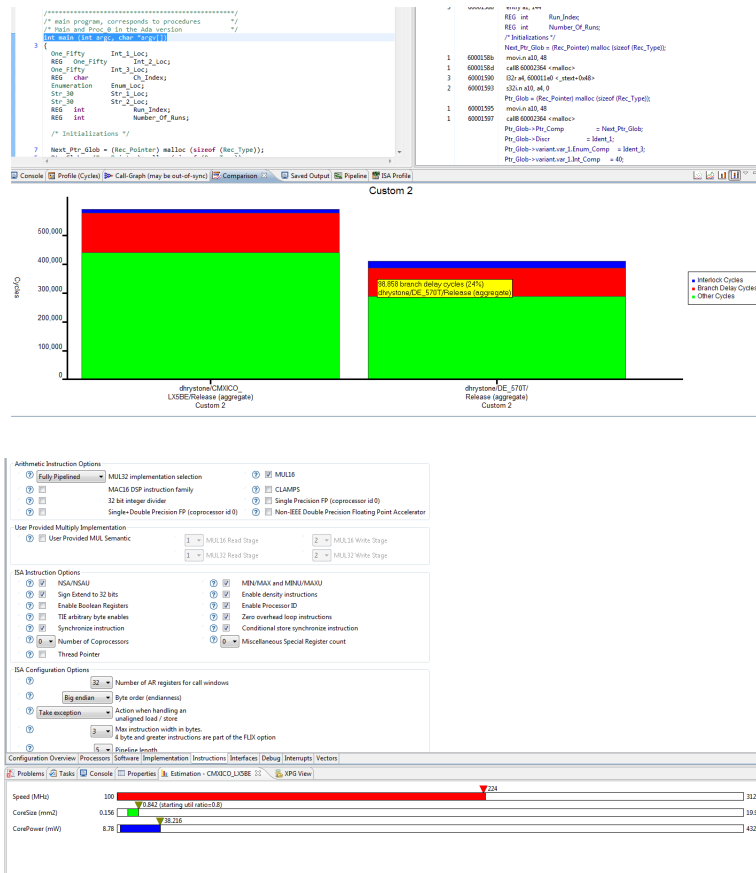 /* main program, corresponds to procedures */
/* Main and Proc_0 in the Ada version */
int main (int argc, char *argv[])
3 {
One_Fifty Int_1_Loc;
REG One_Fifty Int_2_Loc;
One_Fifty Int_3_Loc;
REG char Ch_Index;
Enumeration Enum_Loc;
Str_30 Str_1_Loc;
Str_30 Str_2_Loc;
REG int Run_Index;
REG int Number_Of_Runs;
/* Initializations */
7 Next_Ptr_Glob = (Rec_Pointer) malloc (sizeof (Rec_Type));
REG int Run_Index;
REG int Number_Of_Runs;
/* Initializations */
Next_Ptr_Glob = (Rec_Pointer) malloc (sizeof (Rec_Type));
1 6000158b movi.n a10, 48
1 6000158d call8 60002364 <malloc>
3 60001590 l32r a4, 600011e0 <_stext+0x48>
2 60001593 s32i.n a10, a4, 0
Ptr_Glob = (Rec_Pointer) malloc (sizeof (Rec_Type));
1 60001595 movi.n a10, 48
1 60001597 call8 60002364 <malloc>
Ptr_Glob->Ptr_Comp = Next_Ptr_Glob;
Ptr_Glob->Discr = Ident_1;
Ptr_Glob->variant.var_1.Enum_Comp = Ident_3;
Ptr_Glob->variant.var_1.Int_Comp = 40;
Console Profile (Cycles) Call-Graph (may be out-of-sync) Comparison Saved Output Pipeline ISA Profile
Custom 2
500,000
400,000
300,000
200,000
100,000
0
Cycles
98,858 branch delay cycles (24%)
dhrystone/DE_570T/Release (aggregate)
Interlock Cycles
Branch Delay Cycles
Other Cycles
dhrystone/CMXICO_
LX5BE/Release (aggregate)
Custom 2
dhrystone/DE_570T/
Release (aggregate)
Custom 2
Arithmetic Instruction Options
Fully Pipelined MUL32 implementation selection MUL16
MAC16 DSP instruction family CLAMPS
32 bit integer divider Single Precision FP (coprocessor id 0)
Single+Double Precision FP (coprocessor id 0) Non-IEEE Double Precision Floating Point Accelerator
User Provided Multiply Implementation
User Provided MUL Semantic 1 MUL16 Read Stage 2 MUL16 Write Stage
1 MUL32 Read Stage 2 MUL32 Write Stage
ISA Instruction Options
NSA/NSAU MIN/MAX and MINU/MAXU
Sign Extend to 32 bits Enable density instructions
Enable Boolean Registers Enable Processor ID
TIE arbitrary byte enables Zero overhead loop instructions
Synchronize instruction Conditional store synchronize instruction
0 Number of Coprocessors 0 Miscellaneous Special Register count
Thread Pointer
ISA Configuration Options
32 Number of AR registers for call windows
Big endian Byte order (endianness)
Take exception Action when handling an
unaligned load / store
3 Max instruction width in bytes.
4 byte and greater instructions are part of the FLIX option
5 Pipeline length
Configuration Overview Processors Software Implementation Instructions Interfaces Debug Interrupts Vectors
Problems Tasks Console Properties Estimation - CMXICO_LX5BE XPG View
224
Speed (MHz) 100 312
0.842 (starting util ratio=0.8)
CoreSize (mm2) 0.156 19.9
38.216
CorePower (mW) 8.78 432